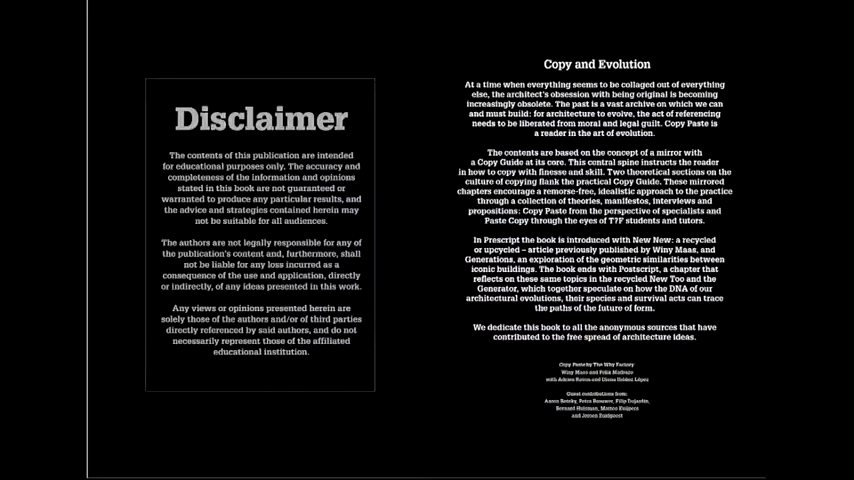 Disclaimer
The contents of this publication are intended
for educational purposes only. The accuracy and
completeness of the information and opinions
stated in this book are not guaranteed or
warranted to produce any particular results, and
the advice and strategies contained herein may
not be suitable for all audiences.
The authors are not legally responsible for any of
the publication's content and, furthermore, shall
not be liable for any loss incurred as a
consequence of the use and application, directly
or indirectly, of any ideas presented in this work.
Any views or opinions presented herein are
solely those of the authors and/or of third parties
directly referenced by said authors, and do not
necessarily represent those of the affiliated
educational institution.
Copy and Evolution
At a time when everything seems to be collaged out of everything
else, the architect's obsession with being original is becoming
increasingly obsolete. The past is a vast archive on which we can
and must build: for architecture to evolve, the act of referencing
needs to be liberated from moral and legal guilt. Copy Paste is
a reader in the art of evolution.
The contents are based on the concept of a mirror with
a Copy Guide at its core. This central spine instructs the reader
in how to copy with finesse and skill. Two theoretical sections on the
culture of copying flank the practical Copy Guide. These mirrored
chapters encourage a remorse-free, idealistic approach to the practice
through a collection of theories, manifestos, interviews and
propositions: Copy Paste from the perspective of specialists and
Paste Copy through the eyes of T?F students and tutors.
In Prescript the book is introduced with New New: a recycled
or upcycled – article previously published by Winy Maas, and
Generations, an exploration of the geometric similarities between
iconic buildings. The book ends with Postscript, a chapter that
reflects on these same topics in the recycled New Too and the
Generator, which together speculate on how the DNA of our
architectural evolutions, their species and survival acts can trace
the paths of the future of form.
We dedicate this book to all the anonymous sources that have
contributed to the free spread of architecture ideas.
Copy Paste by The Why Factory
Winy Maas and Felix Madrazo
with Adrien Ravon and Diana Ibáñez López
Guest contributions from:
Aaron Betsky,
Filip Dujardin,
Bernard Hulsman,
and Jeroen Zuidgeest